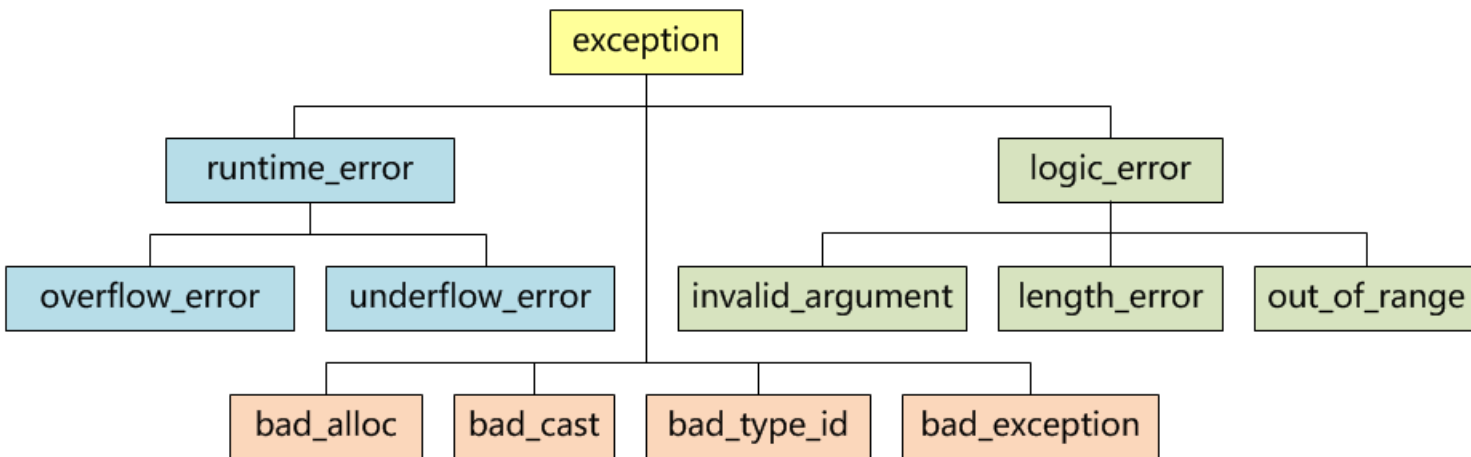 exception
runtime_error
logic_error
overflow_error
underflow_error
invalid_argument
length_error
out_of_range
bad_alloc
bad_cast
bad_type_id
bad_exception